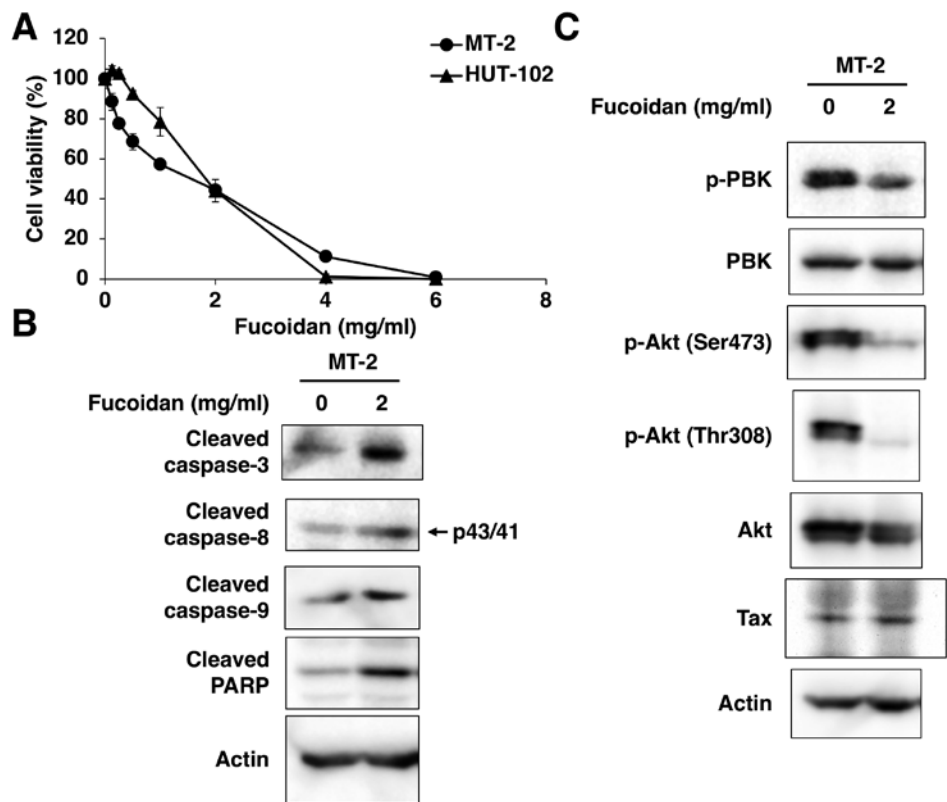 A
120
100
80
60
40
20
0
Cell viability (%)
0 2 4 6 8
Fucoidan (mg/ml)
MT-2
HUT-102
B
MT-2
Fucoidan (mg/ml) 0 2
Cleaved
caspase-3
Cleaved
caspase-8
p43/41
Cleaved
caspase-9
Cleaved
PARP
Actin
C
MT-2
Fucoidan (mg/ml) 0 2
p-PBK
PBK
p-Akt (Ser473)
p-Akt (Thr308)
Akt
Tax
Actin